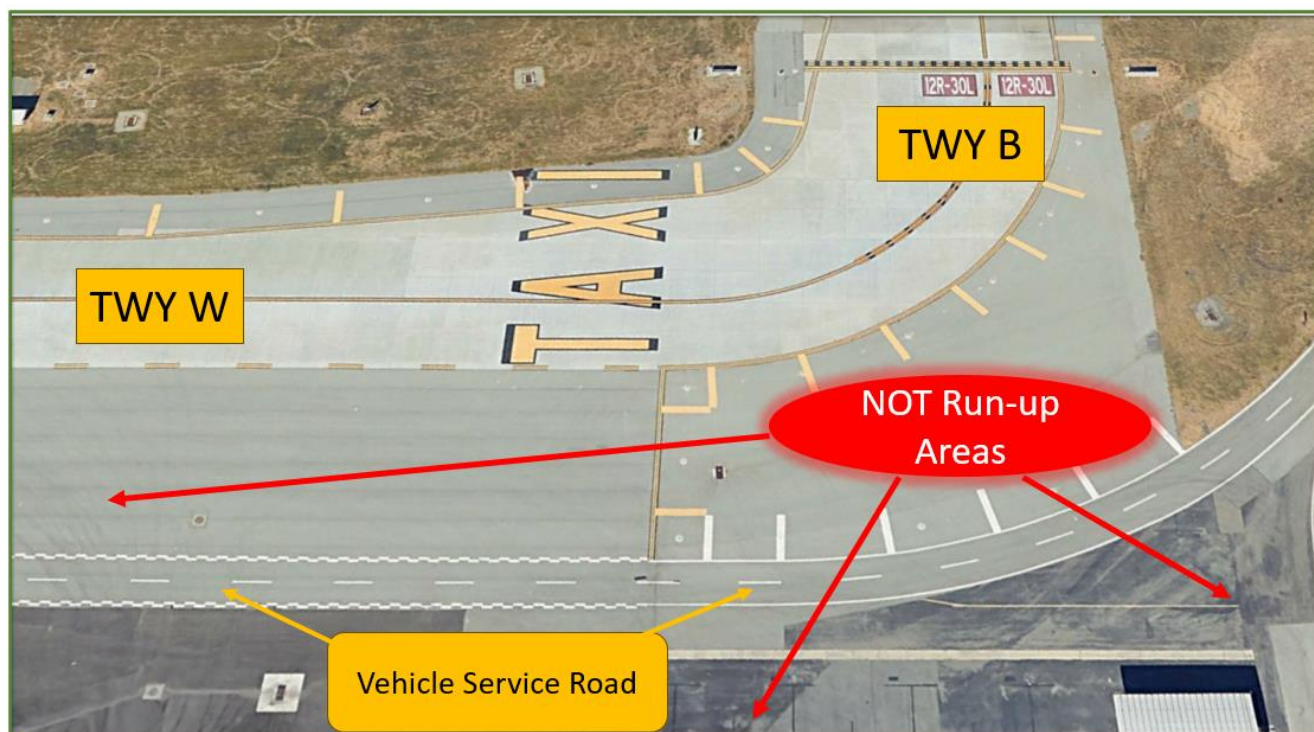 12R-30L 12R-30L
TWY B
TAXI
TWY W
NOT Run-up
Areas
Vehicle Service Road